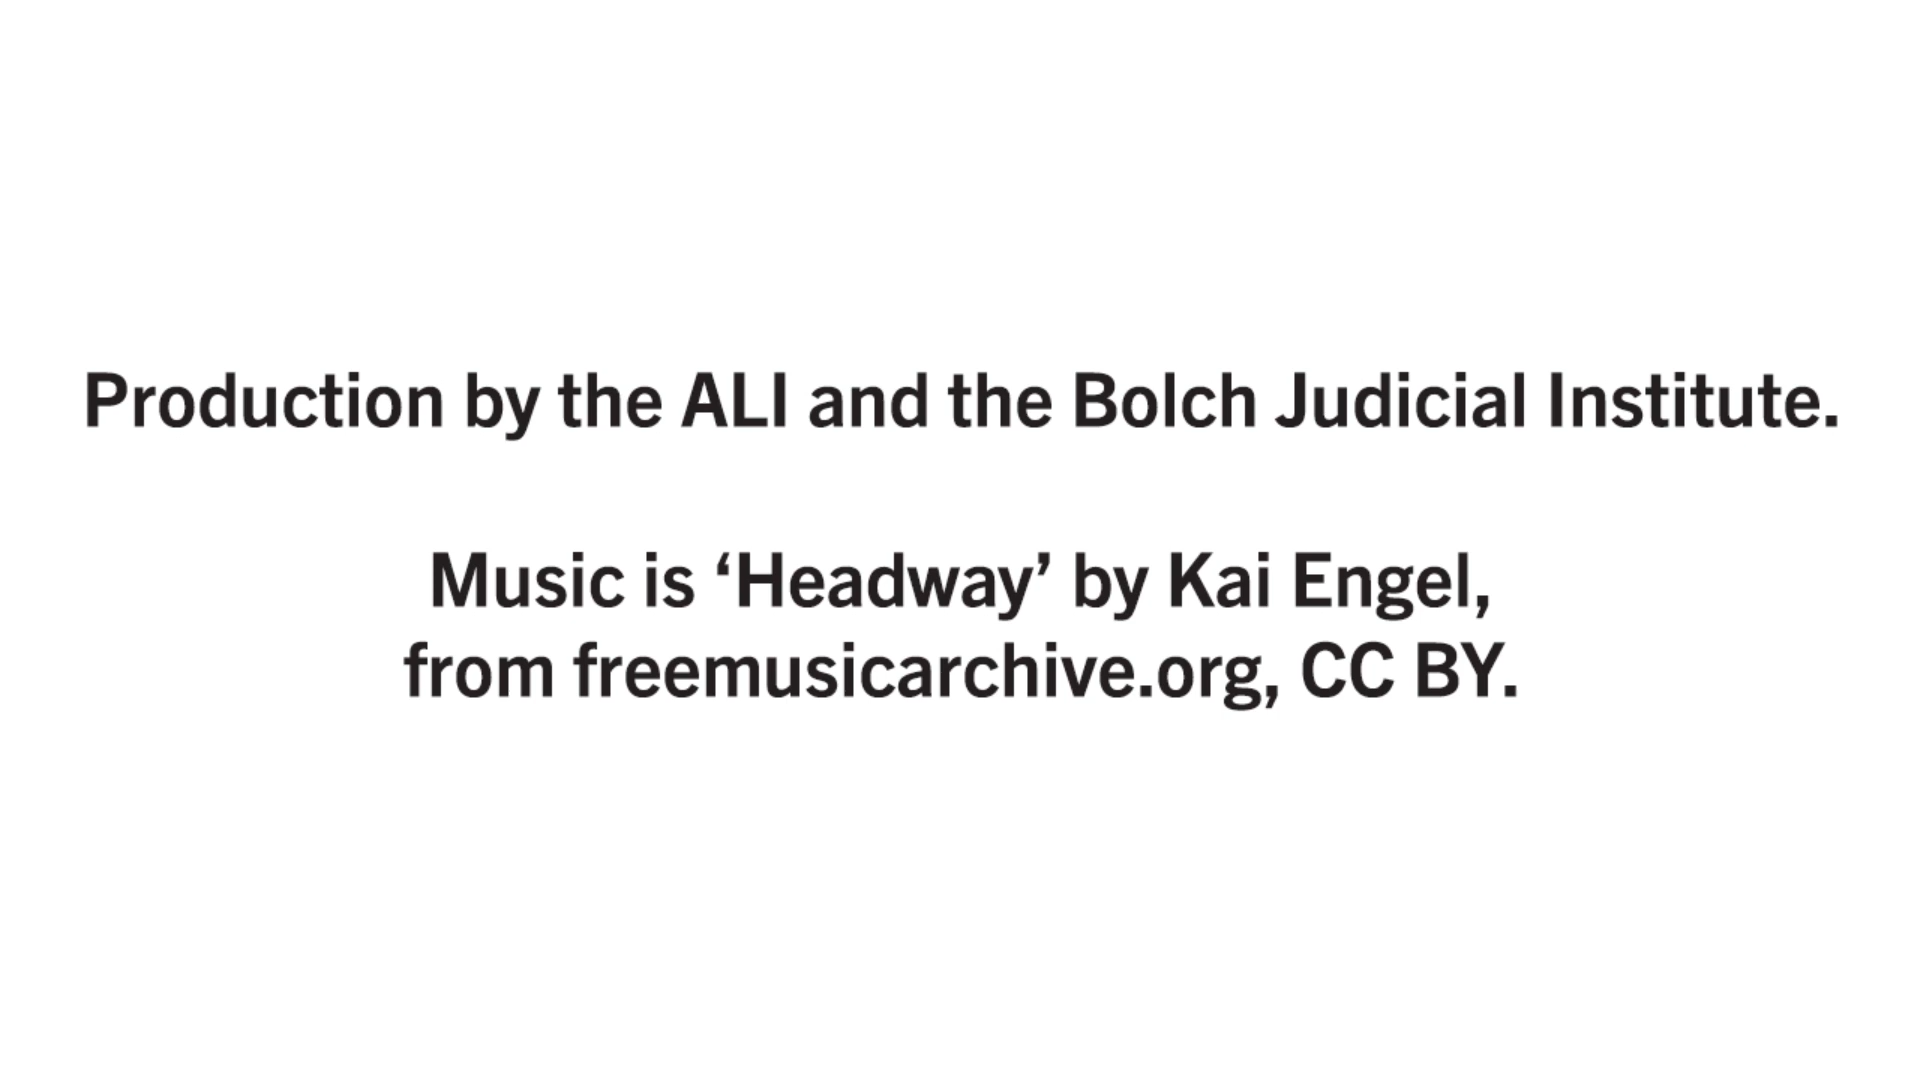 Production by the ALI and the Bolch Judicial Institute.
Music is ‘Headway’ by Kai Engel,
from freemusicarchive.org, CC BY.